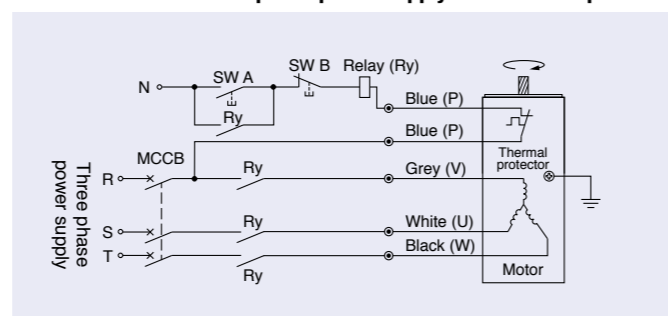 SW B Relay (Ry)
SW A
N
Blue (P)
Ry
Blue (P)
Thermal
protector
MCCB
Three phase
power supply
R
Ry
Grey (V)
S
Ry
White (U)
T
Black (W)
Ry
Motor